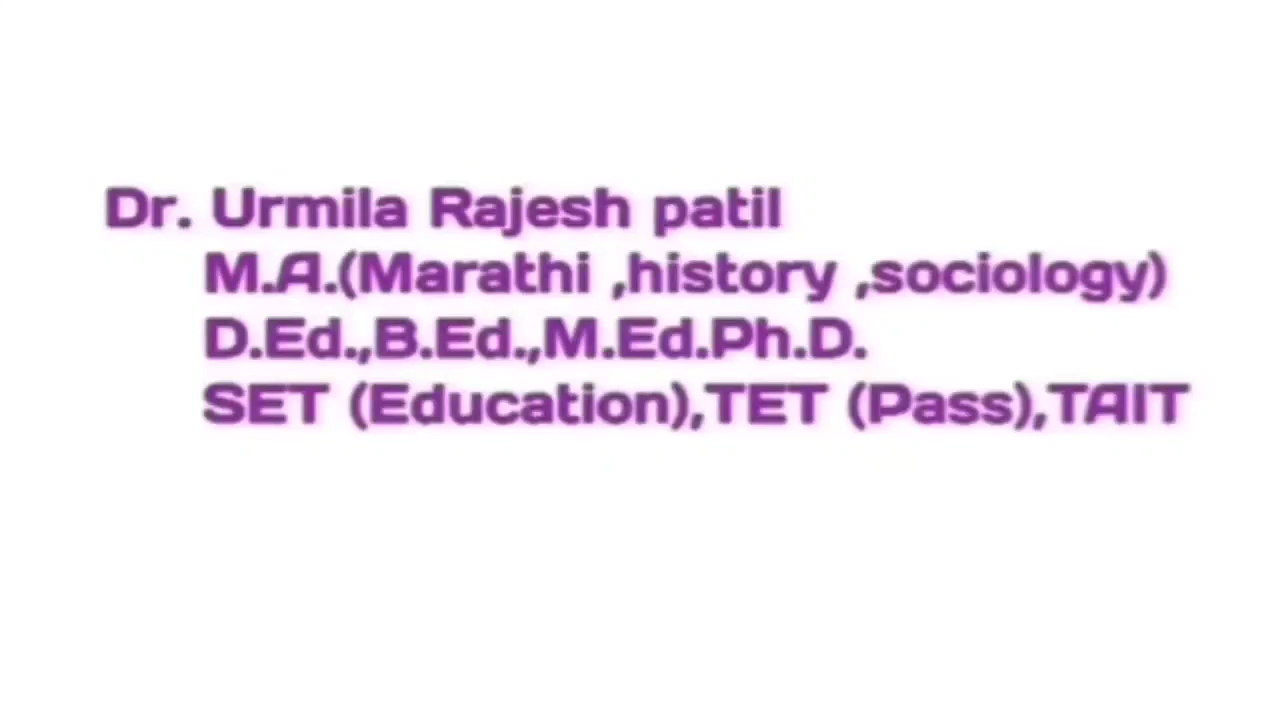 Dr. Urmila Rajesh patil
M.A.(Marathi ,history ,sociology)
D.Ed.,B.Ed.,M.Ed.Ph.D.
SET (Education),TET (Pass),TAIT